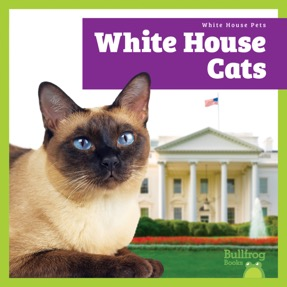 White House Pets
White House
Cats
Bullfrog
Books